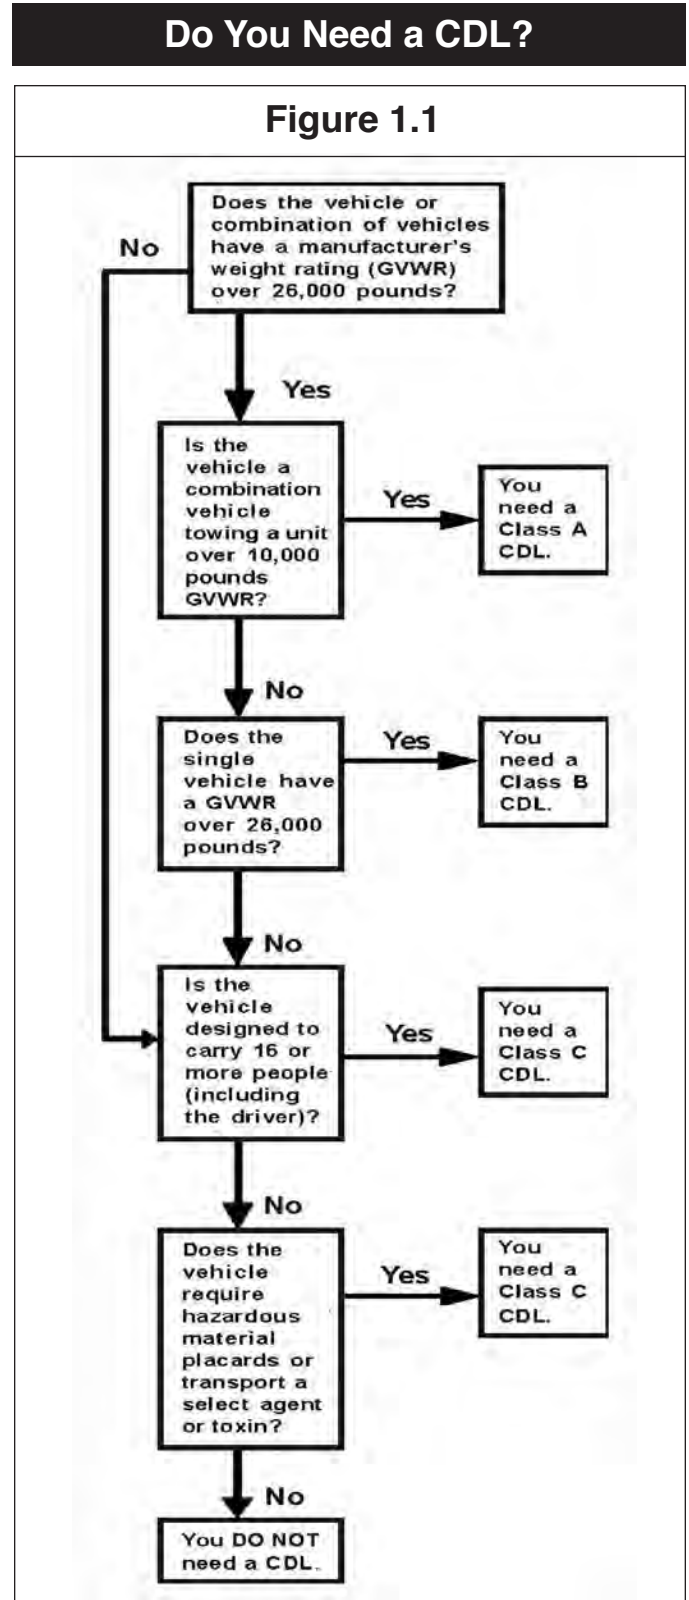 Do You Need a CDL?
Figure 1.1
Does the vehicle or
combination of vehicles
have a manufacturer's
weight rating (GVWR)
over 26,000 pounds?
No
Yes
Is the
vehicle a
combination
vehicle
towing a unit
over 10,000
pounds
GVWR?
Yes
You
need a
Class A
CDL.
No
Does the
single
vehicle have
a GVWR
over 26,000
pounds?
Yes
You
need a
Class B
CDL.
No
Is the
vehicle
designed to
carry 16 or
more people
(including
the driver)?
Yes
You
need a
Class C
CDL.
No
Does the
vehicle
require
hazardous
material
placards or
transport a
select agent
or toxin?
Yes
You
need a
Class C
CDL.
No
You DO NOT
need a CDL.